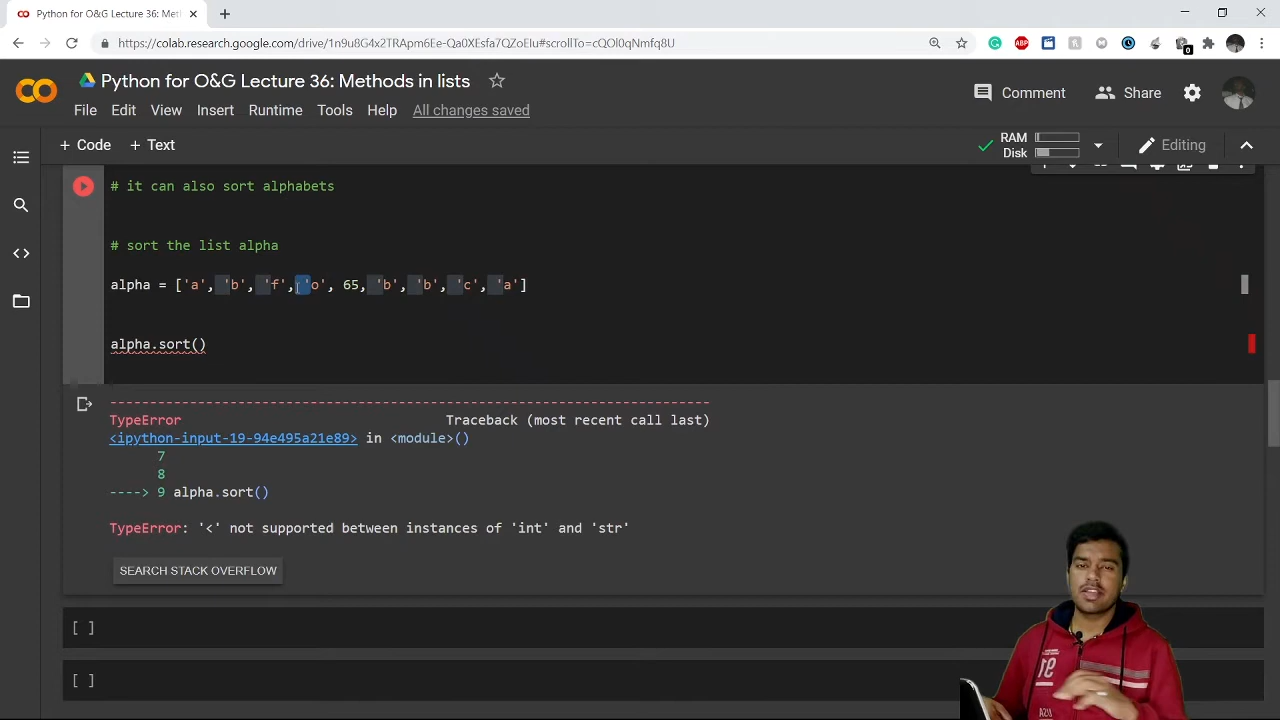 Python for O&G Lecture 36: Met
https://colab.research.google.com/drive/1n9u8G4x2TRApm6Ee-Qa0XEsfa7QZoEIu#scrollTo=cQOl0qNmfq8U
ABP
0
Python for O&G Lecture 36: Methods in lists
File Edit View Insert Runtime Tools Help All changes saved
Comment Share
+ Code + Text
RAM
Disk
Editing
# it can also sort alphabets
# sort the list alpha
alpha = ['a', 'b', 'f', 'o', 65, 'b', 'b', 'c', 'a']
alpha.sort()
---------------------------------------------------------------------------
TypeError Traceback (most recent call last)
<ipython-input-19-94e495a21e89> in <module>()
7
8
----> 9 alpha.sort()
TypeError: '<' not supported between instances of 'int' and 'str'
SEARCH STACK OVERFLOW
[ ]
[ ]